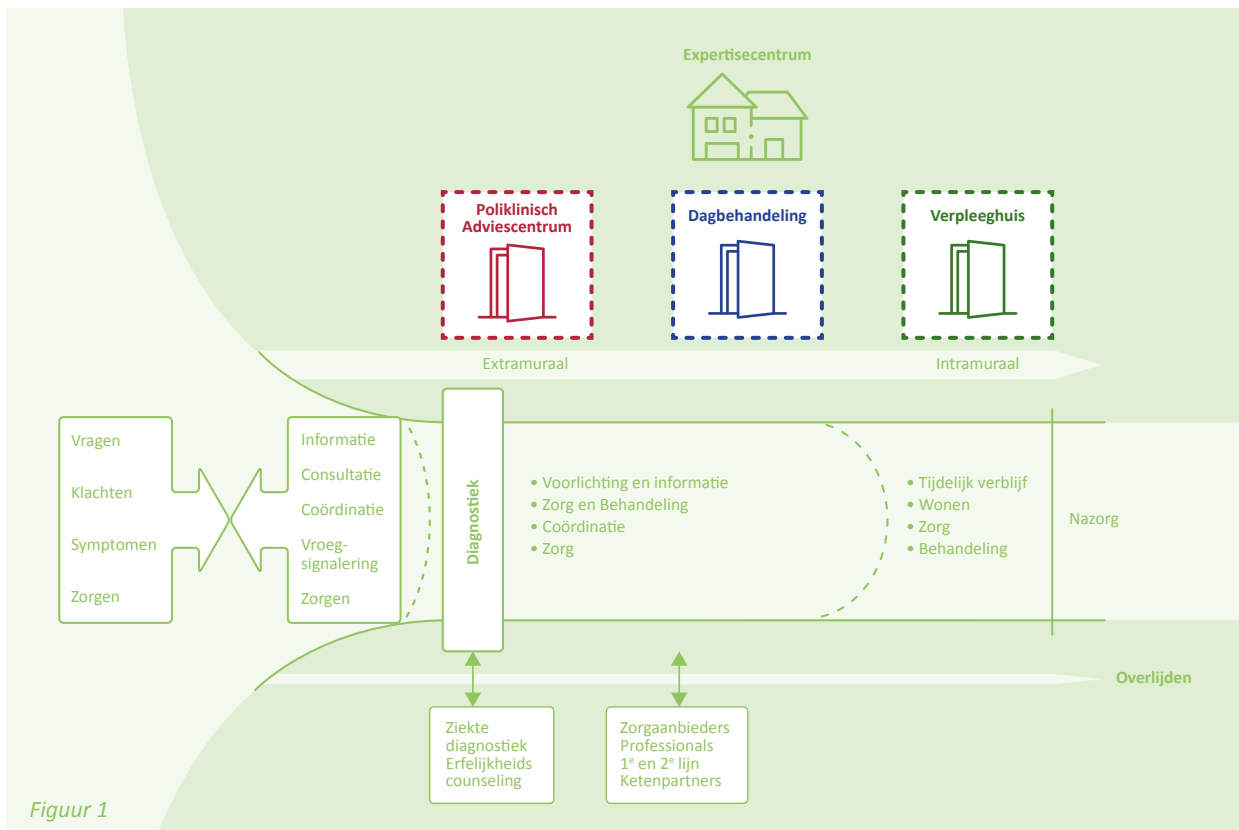 Expertisecentrum
Poliklinisch
Adviescentrum
Dagbehandeling
Verpleeghuis
Extramuraal
Intramuraal
Vragen
Klachten
Symptomen
Zorgen
Informatie
Consultatie
Coördinatie
Vroeg-
signalering
Zorgen
Diagnostiek
• Voorlichting en informatie
• Zorg en Behandeling
• Coördinatie
• Zorg
• Tijdelijk verblijf
• Wonen
• Zorg
• Behandeling
Nazorg
Overlijden
Ziekte
diagnostiek
Erfelijkheids
counseling
Zorgaanbieders
Professionals
1e en 2e lijn
Ketenpartners
Figuur 1